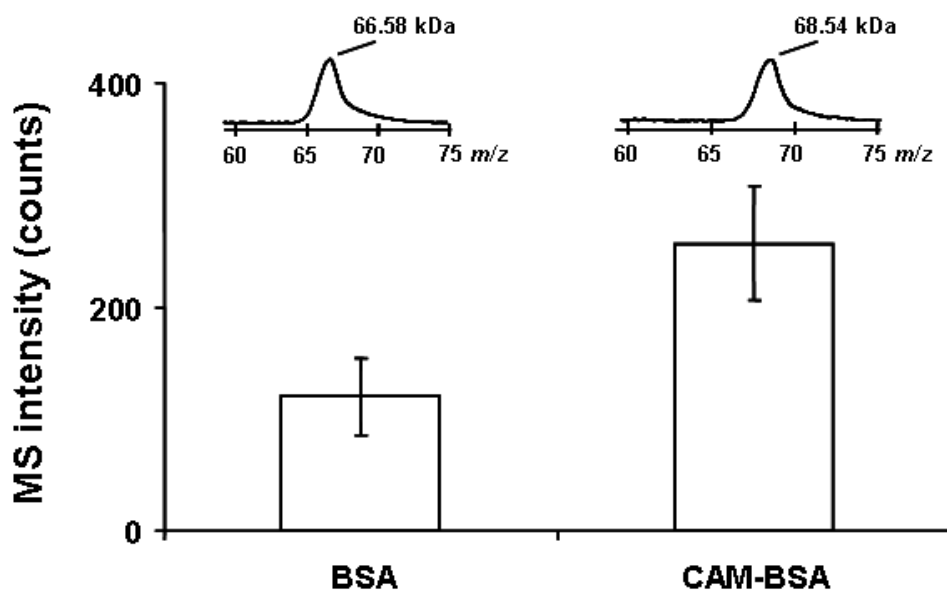 66.58 kDa
68.54 kDa
60 65 70 75 m/z
60 65 70 75 m/z
MS intensity (counts)
400
200
0
BSA
CAM-BSA